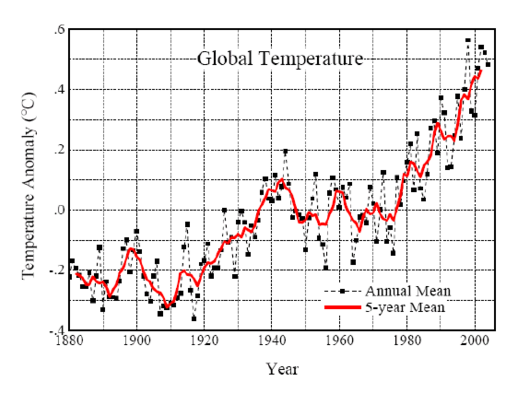 Global Temperature
Temperature Anomaly (°C)
.6
.4
.2
.0
-.2
-.4
Annual Mean
5-year Mean
1880 1900 1920 1940 1960 1980 2000
Year